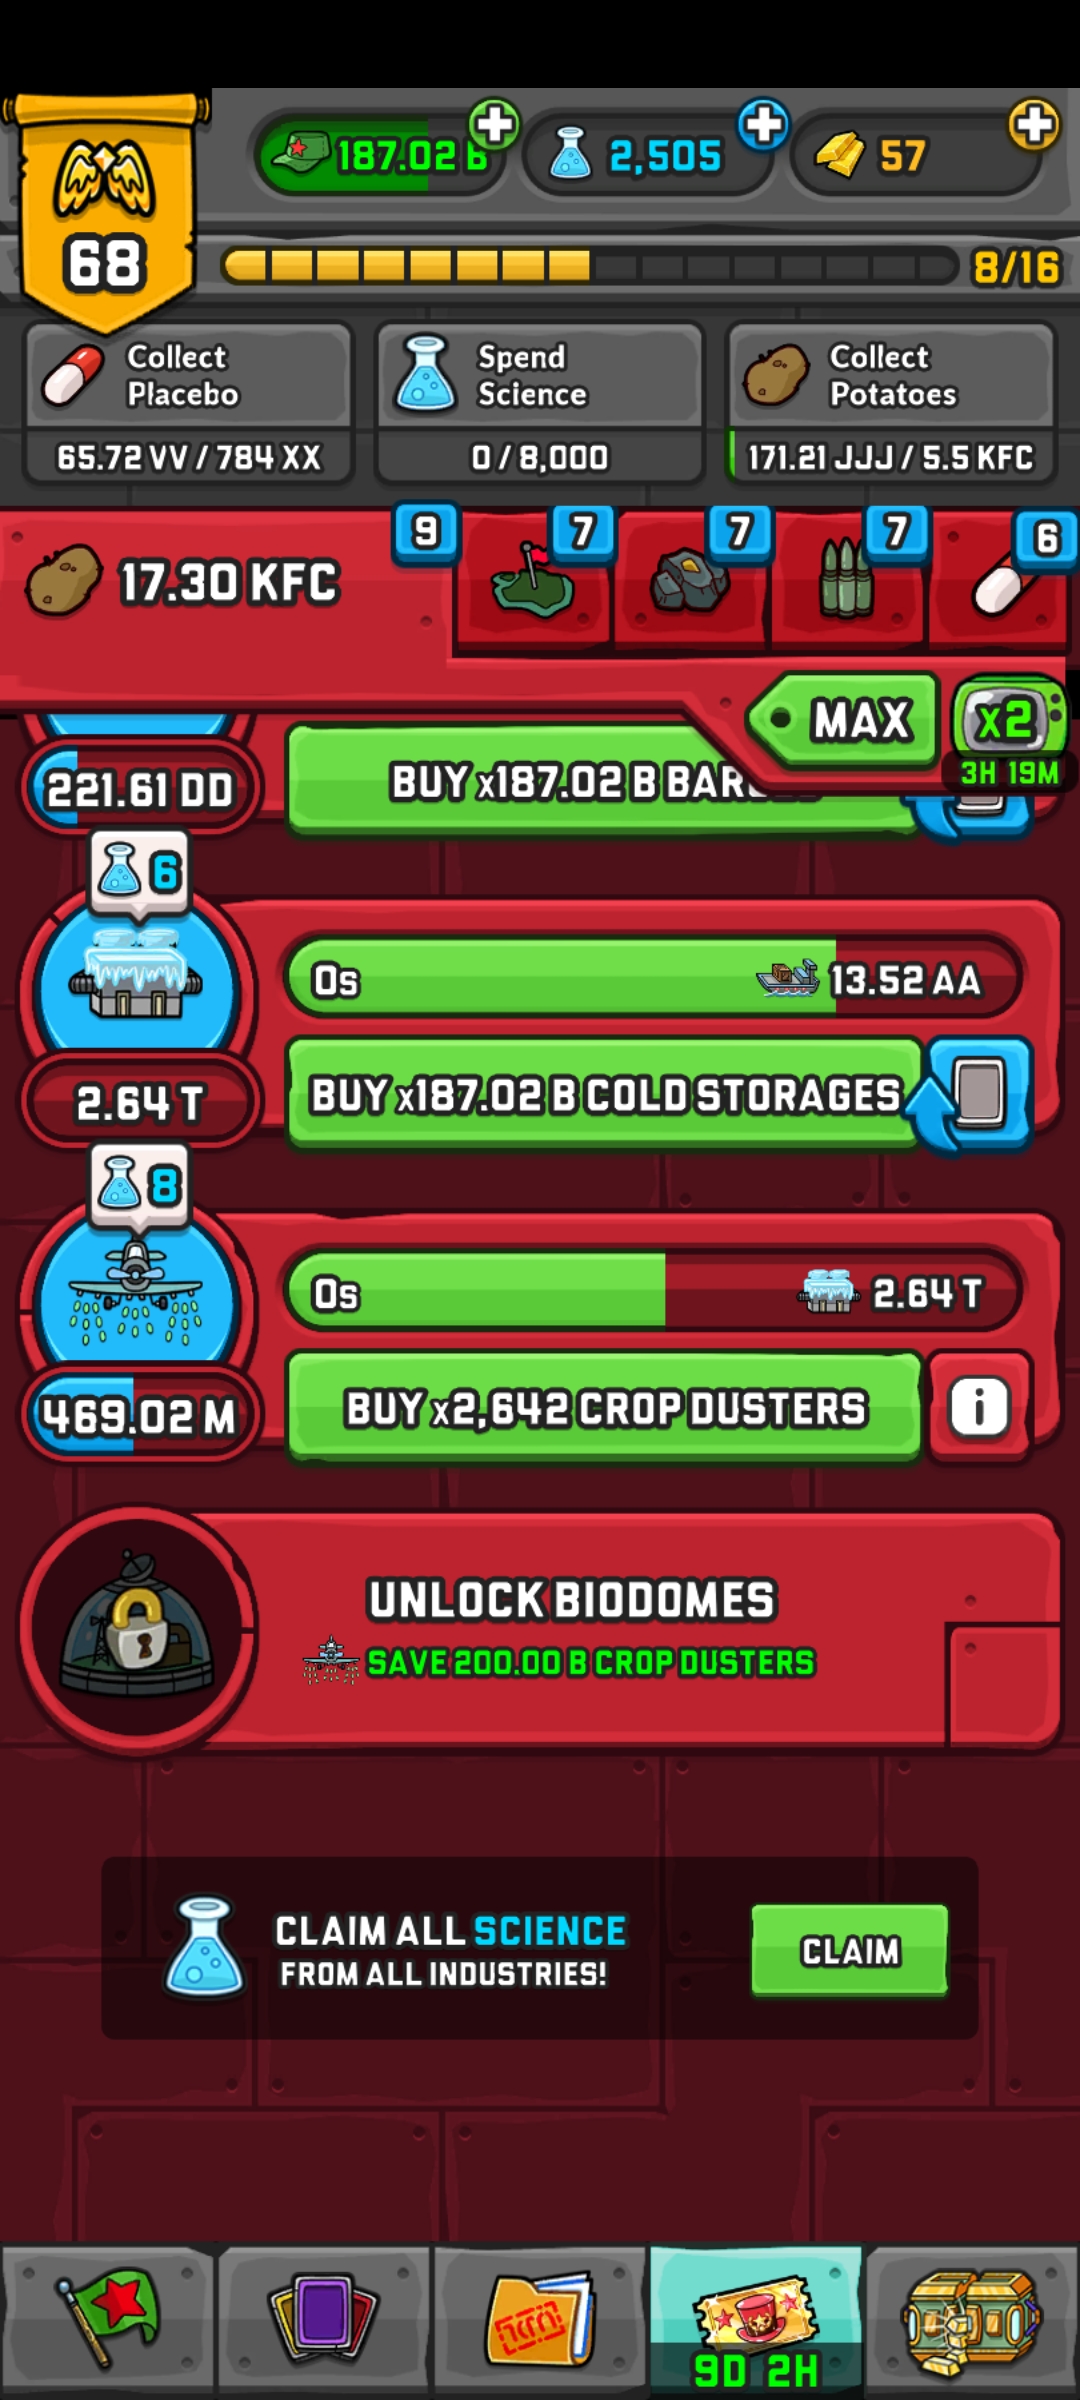 187.02 B
2,505
57
68
8/16
Collect
Placebo
65.72 VV / 784 XX
Spend
Science
0 / 8,000
Collect
Potatoes
171.21 JJJ / 5.5 KFC
17.30 KFC
9
7
7
7
6
MAX
x2
3H 19M
221.61 DD
BUY x187.02 B
6
0s
13.52 AA
2.64 T
BUY x187.02 B COLD STORAGES
8
0s
2.64 T
469.02 M
BUY x2,642 CROP DUSTERS
i
UNLOCK BIODOMES
SAVE 200.00 B CROP DUSTERS
CLAIM ALL SCIENCE
FROM ALL INDUSTRIES!
CLAIM
9D 2H